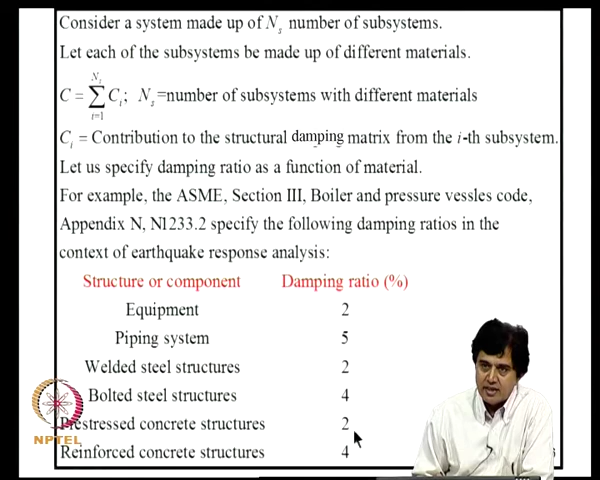 Consider a system made up of Ns number of subsystems.
Let each of the subsystems be made up of different materials.
C = Σ_{i=1}^{Ns} Ci; Ns=number of subsystems with different materials
Ci = Contribution to the structural damping matrix from the i-th subsystem.
Let us specify damping ratio as a function of material.
For example, the ASME, Section III, Boiler and pressure vessles code,
Appendix N, N1233.2 specify the following damping ratios in the
context of earthquake response analysis:
Structure or component Damping ratio (%)
Equipment 2
Piping system 5
Welded steel structures 2
Bolted steel structures 4
Prestressed concrete structures 2
NPTEL
Reinforced concrete structures 4